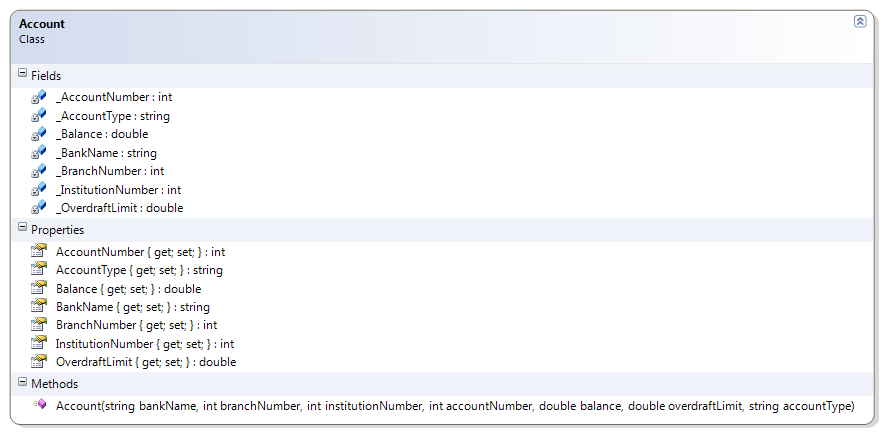 Account
Class
Fields
_AccountNumber : int
_AccountType : string
_Balance : double
_BankName : string
_BranchNumber : int
_InstitutionNumber : int
_OverdraftLimit : double
Properties
AccountNumber { get; set; } : int
AccountType { get; set; } : string
Balance { get; set; } : double
BankName { get; set; } : string
BranchNumber { get; set; } : int
InstitutionNumber { get; set; } : int
OverdraftLimit { get; set; } : double
Methods
Account(string bankName, int branchNumber, int institutionNumber, int accountNumber, double balance, double overdraftLimit, string accountType)